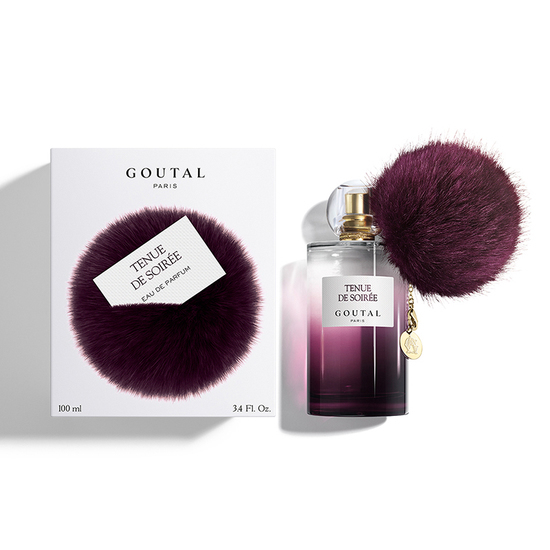 GOUTAL
PARIS
TENUE
DE SOIRÉE
EAU DE PARFUM
100 ml
3.4 Fl. Oz.
TENUE
DE SOIRÉE
GOUTAL
PARIS